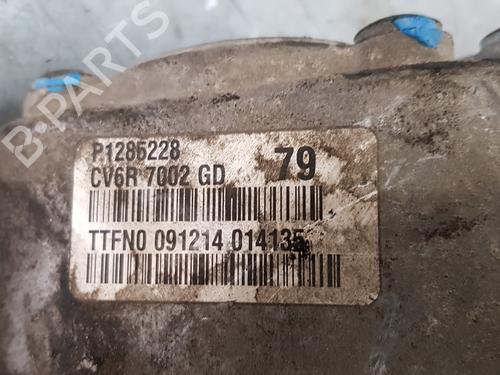 B-PARTS
P1285228
CV6R 7002 GD 79
TTFN0 091214 014135